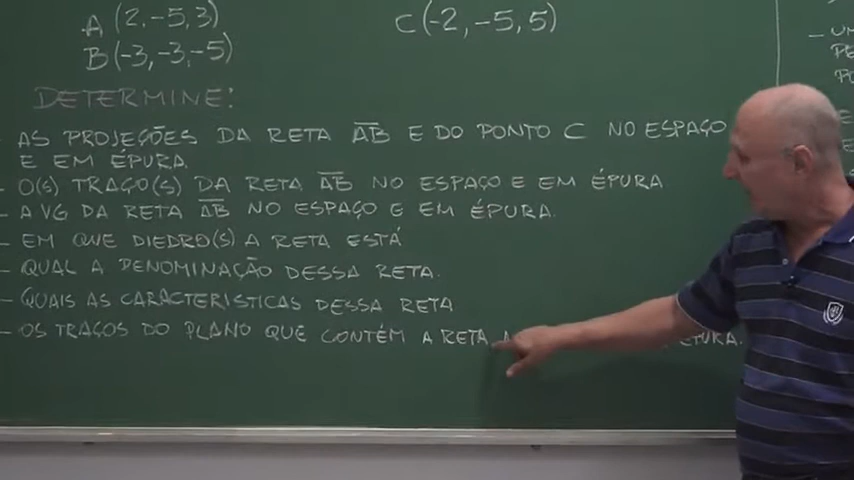 A (2,-5,3)
C(-2,-5,5)
B(-3,-3,-5)
DETERMINE:
- AS PROJEÇÕES DA RETA AB E DO PONTO C NO ESPAÇO
E EM ÉPURA.
- O(S) TRAÇO(S) DA RETA AB NO ESPAÇO E EM ÉPURA
- A VG DA RETA AB NO ESPAÇO E EM ÉPURA.
- EM QUE DIEDRO(S) A RETA ESTÁ
- QUAL A DENOMINAÇÃO DESSA RETA.
- QUAIS AS CARACTERÍSTICAS DESSA RETA
- OS TRAÇOS DO PLANO QUE CONTÉM A RETA